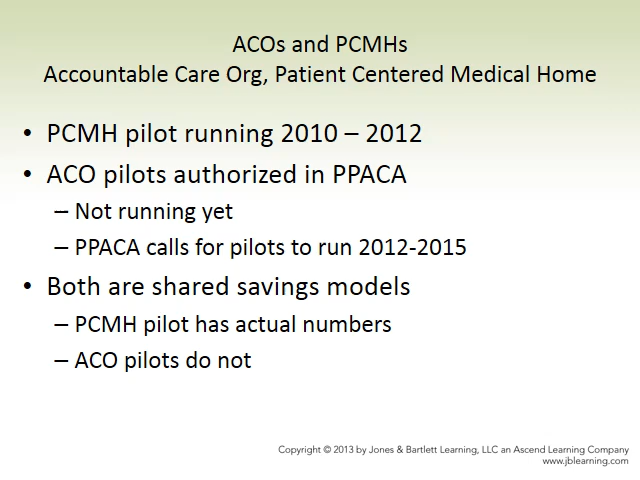 ACOs and PCMHs
Accountable Care Org, Patient Centered Medical Home
• PCMH pilot running 2010 – 2012
• ACO pilots authorized in PPACA
– Not running yet
– PPACA calls for pilots to run 2012-2015
• Both are shared savings models
– PCMH pilot has actual numbers
– ACO pilots do not
Copyright © 2013 by Jones & Bartlett Learning, LLC an Ascend Learning Company
www.jblearning.com